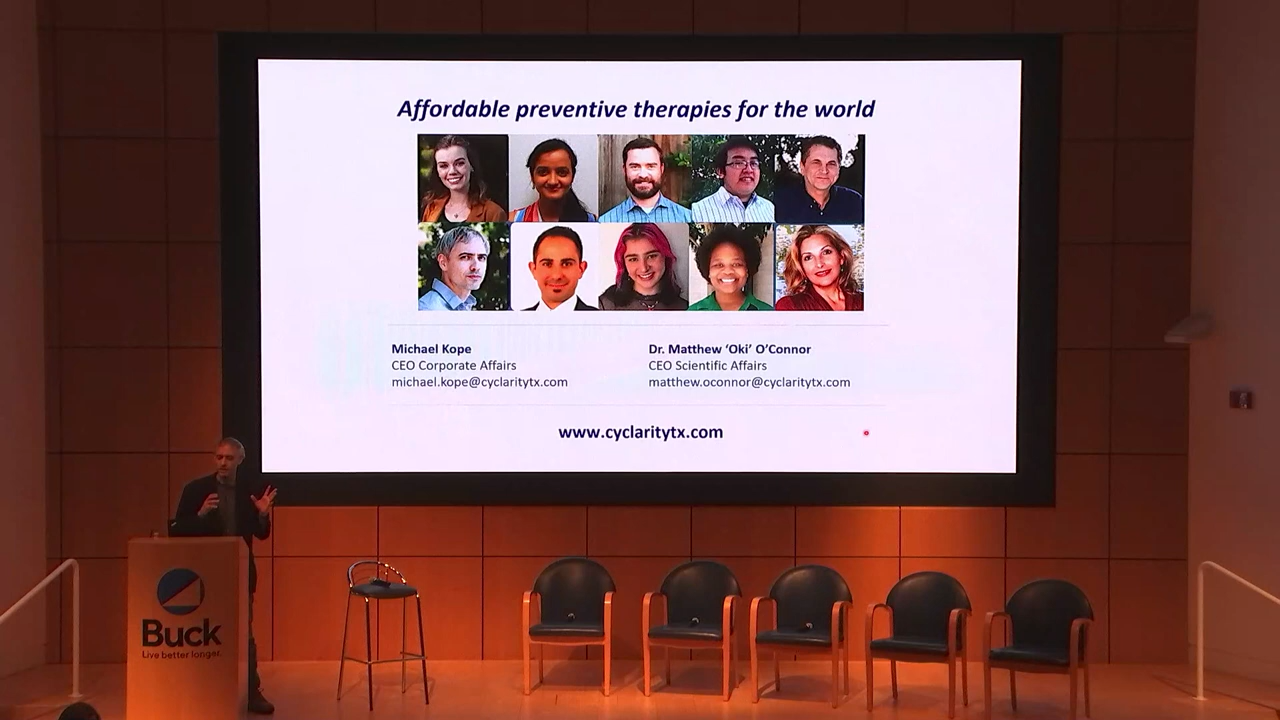 Affordable preventive therapies for the world
Michael Kope
CEO Corporate Affairs
michael.kope@cyclaritytx.com
Dr. Matthew ‘Oki’ O’Connor
CEO Scientific Affairs
matthew.oconnor@cyclaritytx.com
www.cyclaritytx.com
Buck
Live better longer.